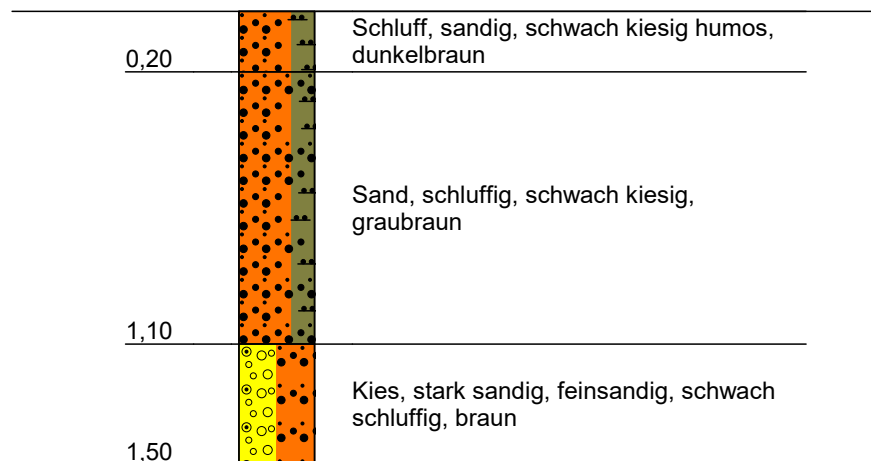 Schluff, sandig, schwach kiesig humos,
dunkelbraun
0,20
Sand, schluffig, schwach kiesig,
graubraun
1,10
Kies, stark sandig, feinsandig, schwach
schluffig, braun
1,50